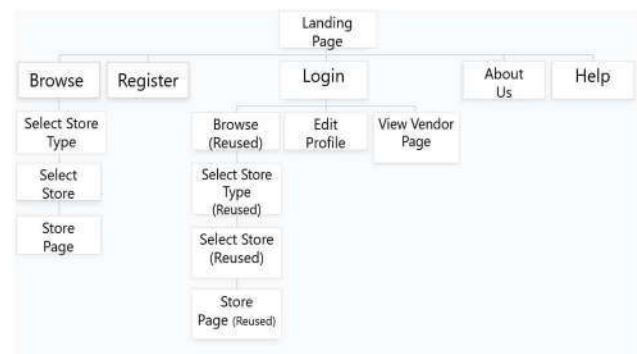 Landing
Page
Browse
Register
Login
About
Us
Help
Select Store
Type
Select
Store
Store
Page
Browse
(Reused)
Edit
Profile
View Vendor
Page
Select Store
Type
(Reused)
Select Store
(Reused)
Store
Page (Reused)